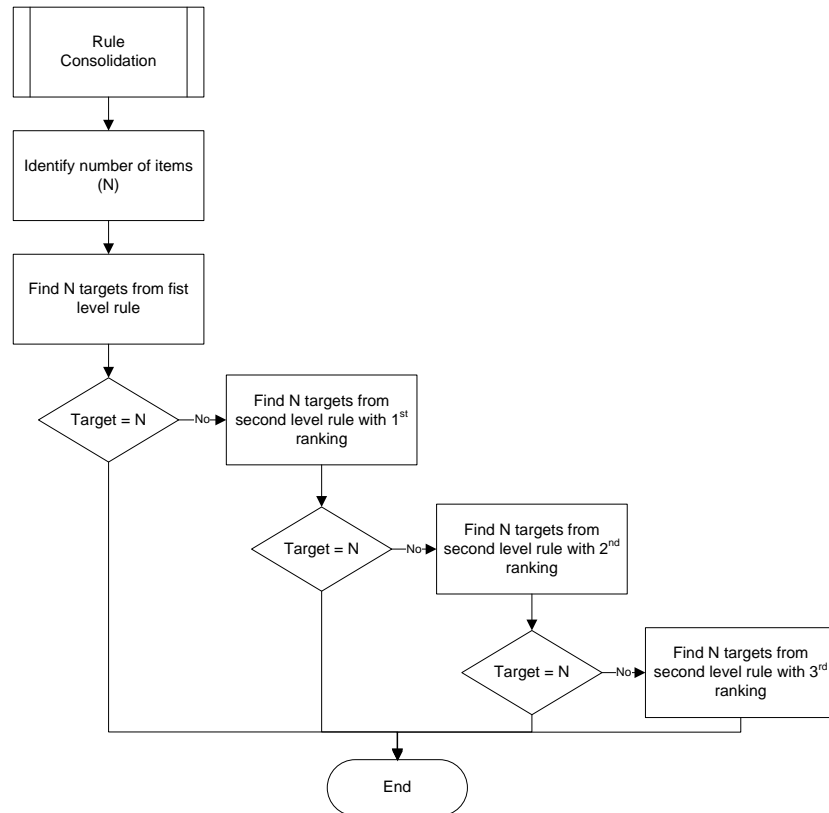 Rule
Consolidation
Identify number of items
(N)
Find N targets from fist
level rule
Target = N
No
Find N targets from
second level rule with 1st
ranking
Target = N
No
Find N targets from
second level rule with 2nd
ranking
Target = N
No
Find N targets from
second level rule with 3rd
ranking
End